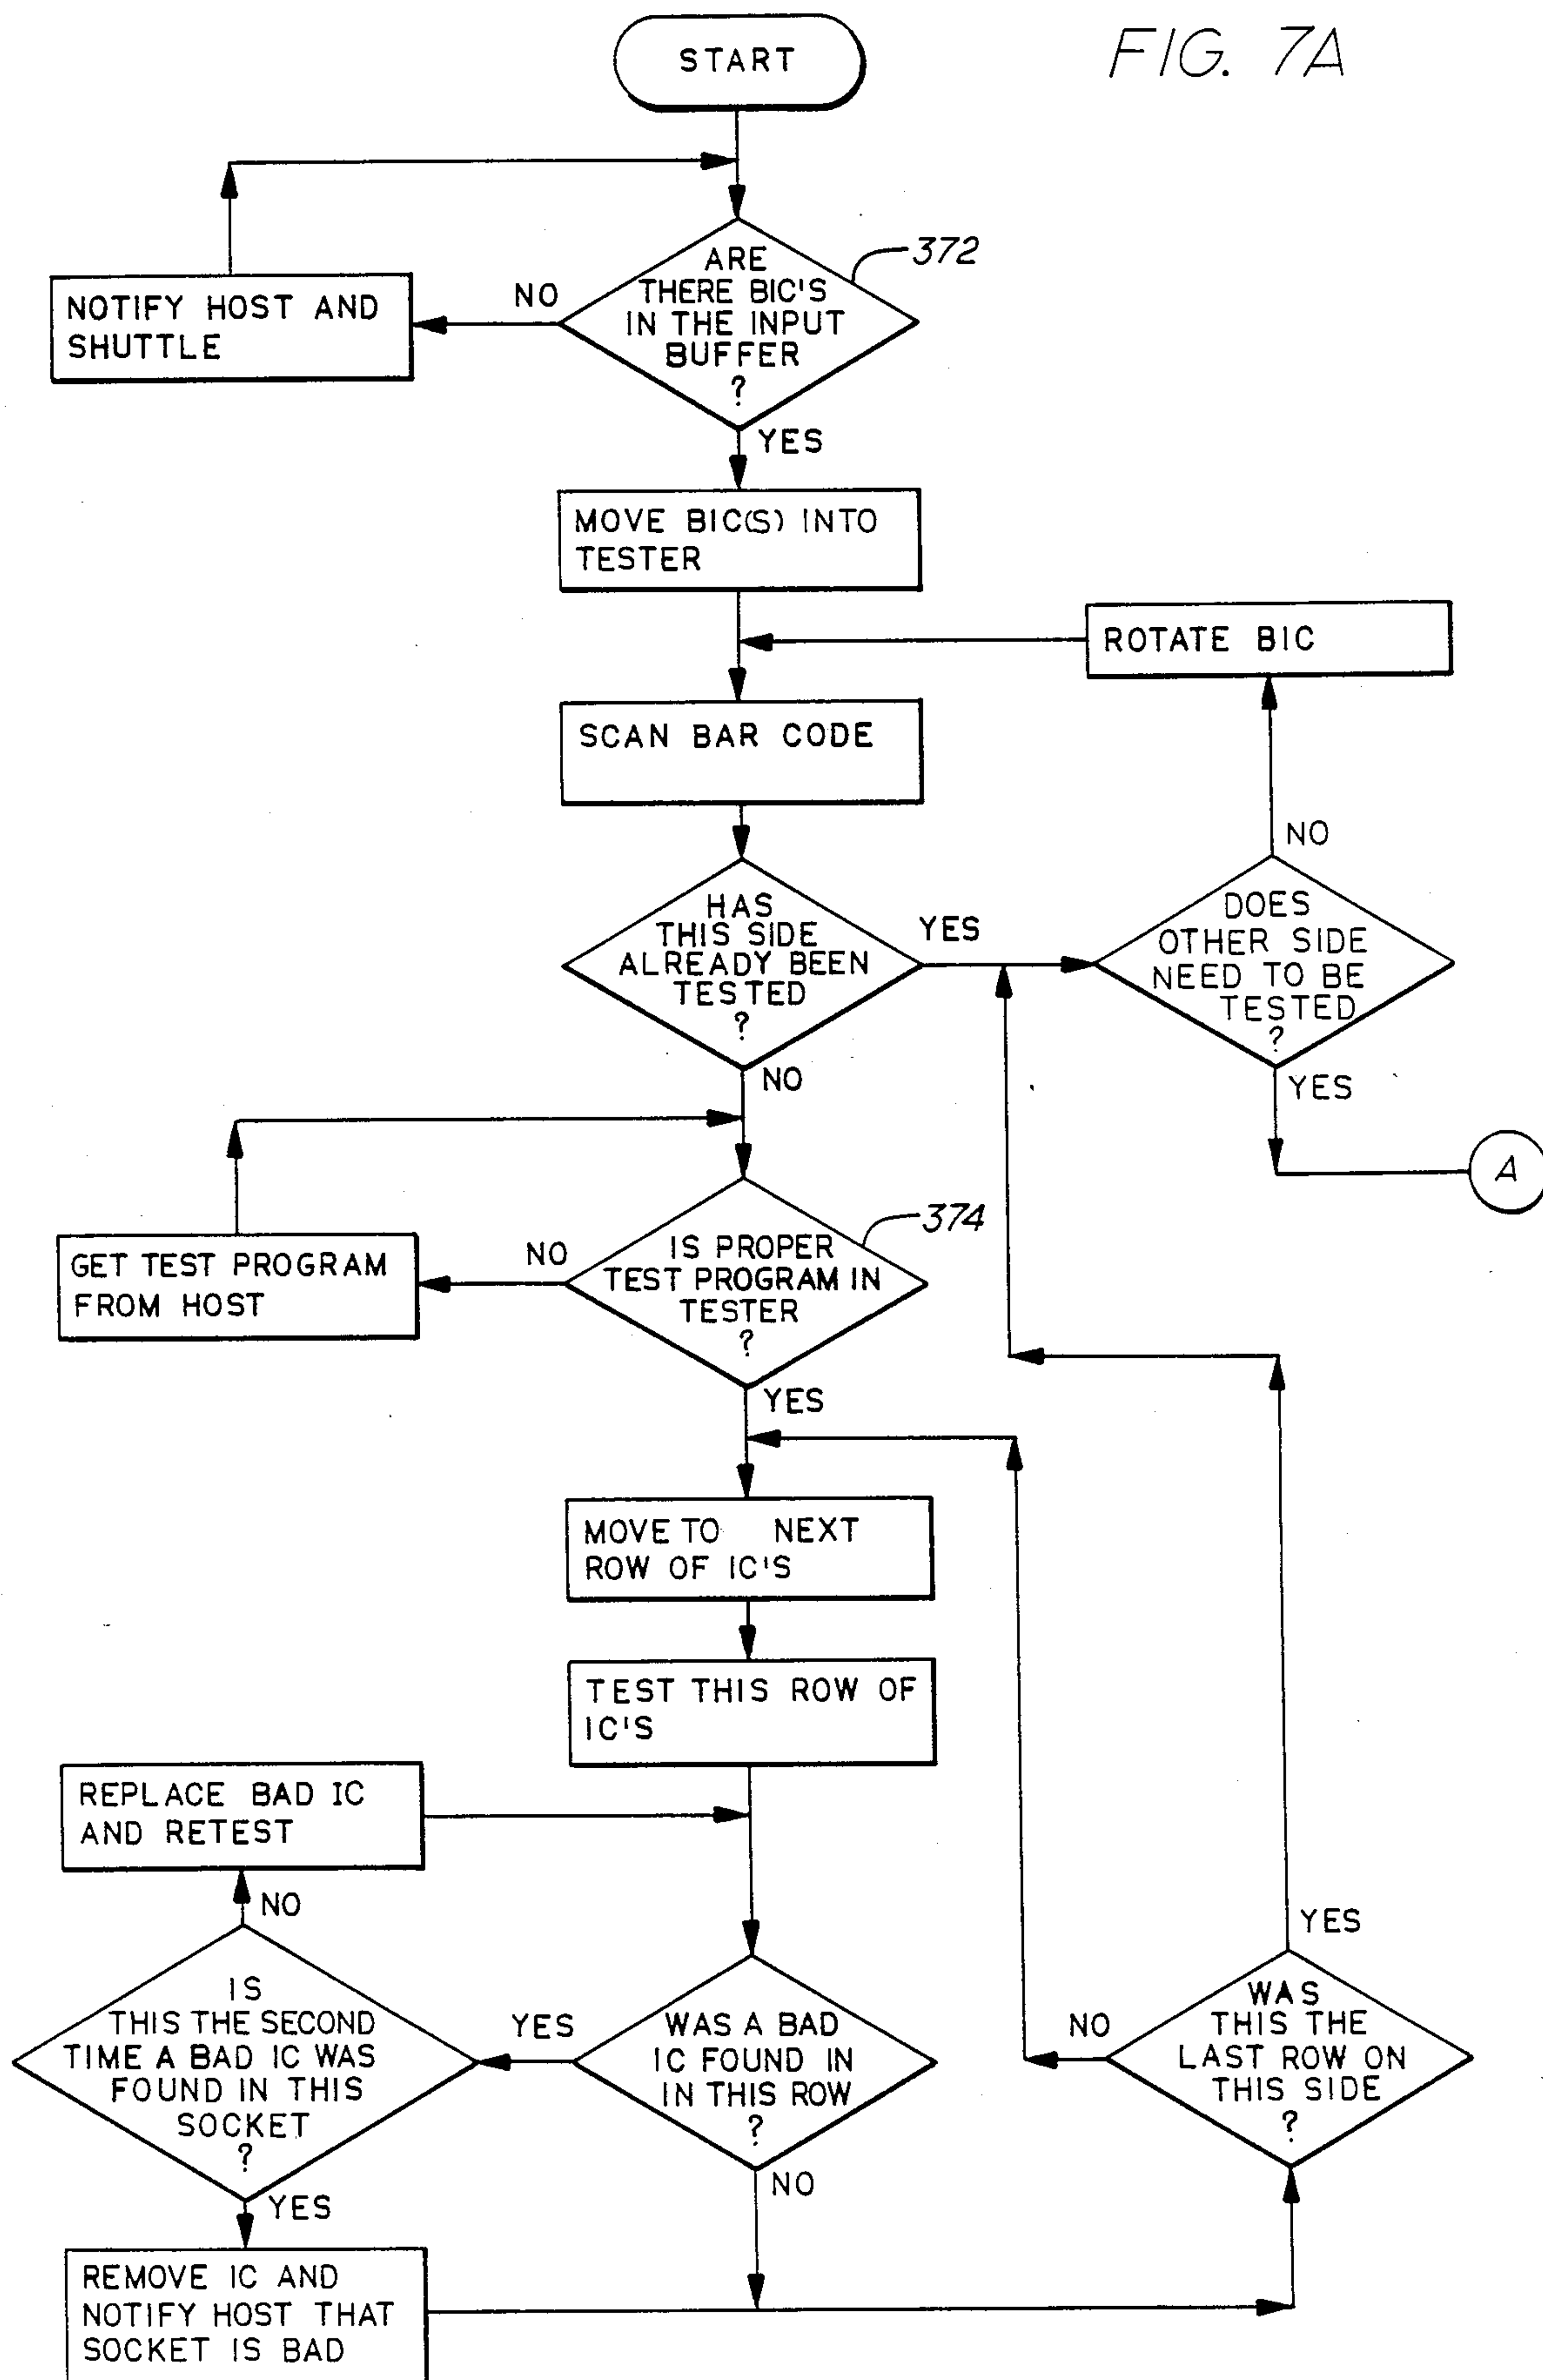 FIG. 7A
START
ARE
THERE BIC'S
IN THE INPUT
BUFFER
?
372
NO
NOTIFY HOST AND
SHUTTLE
YES
MOVE BIC(S) INTO
TESTER
ROTATE BIC
SCAN BAR CODE
NO
HAS
THIS SIDE
ALREADY BEEN
TESTED
?
YES
DOES
OTHER SIDE
NEED TO BE
TESTED
?
NO
YES
A
374
IS PROPER
TEST PROGRAM IN
TESTER
?
NO
GET TEST PROGRAM
FROM HOST
YES
MOVE TO NEXT
ROW OF IC'S
TEST THIS ROW OF
IC'S
REPLACE BAD IC
AND RETEST
NO
IS
THIS THE SECOND
TIME A BAD IC WAS
FOUND IN THIS
SOCKET
?
YES
WAS A BAD
IC FOUND IN
IN THIS ROW
?
NO
YES
WAS
THIS THE
LAST ROW ON
THIS SIDE
?
NO
YES
REMOVE IC AND
NOTIFY HOST THAT
SOCKET IS BAD